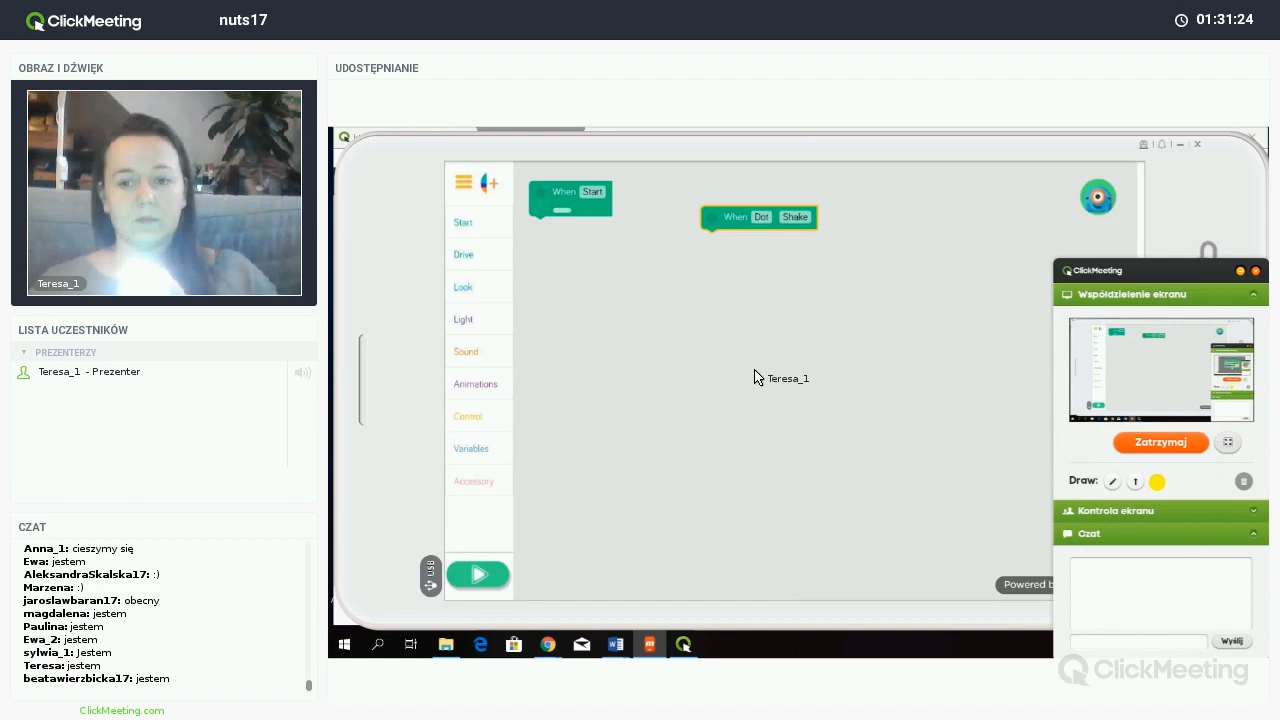 ClickMeeting
nuts17
01:31:24
OBRAZ I DŹWIĘK
Teresa_1
LISTA UCZESTNIKÓW
PREZENTERZY
Teresa_1 - Prezenter
CZAT
Anna_1: cieszymy się
Ewa: jestem
AleksandraSkalska17: :)
Marzena: :)
jaroslawbaran17: obecny
magdalena: jestem
Paulina: jestem
Ewa_2: jestem
sylwia_1: Jestem
Teresa: jestem
beatawierzbicka17: jestem
ClickMeeting.com
UDOSTĘPNIANIE
When Start
When Dot Shake
Start
Drive
Look
Light
Sound
Animations
Control
Variables
Accessory
Teresa_1
USB
Powered b
ClickMeeting
Współdzielenie ekranu
Zatrzymaj
Draw:
Kontrola ekranu
Czat
Wyślij
ClickMeeting